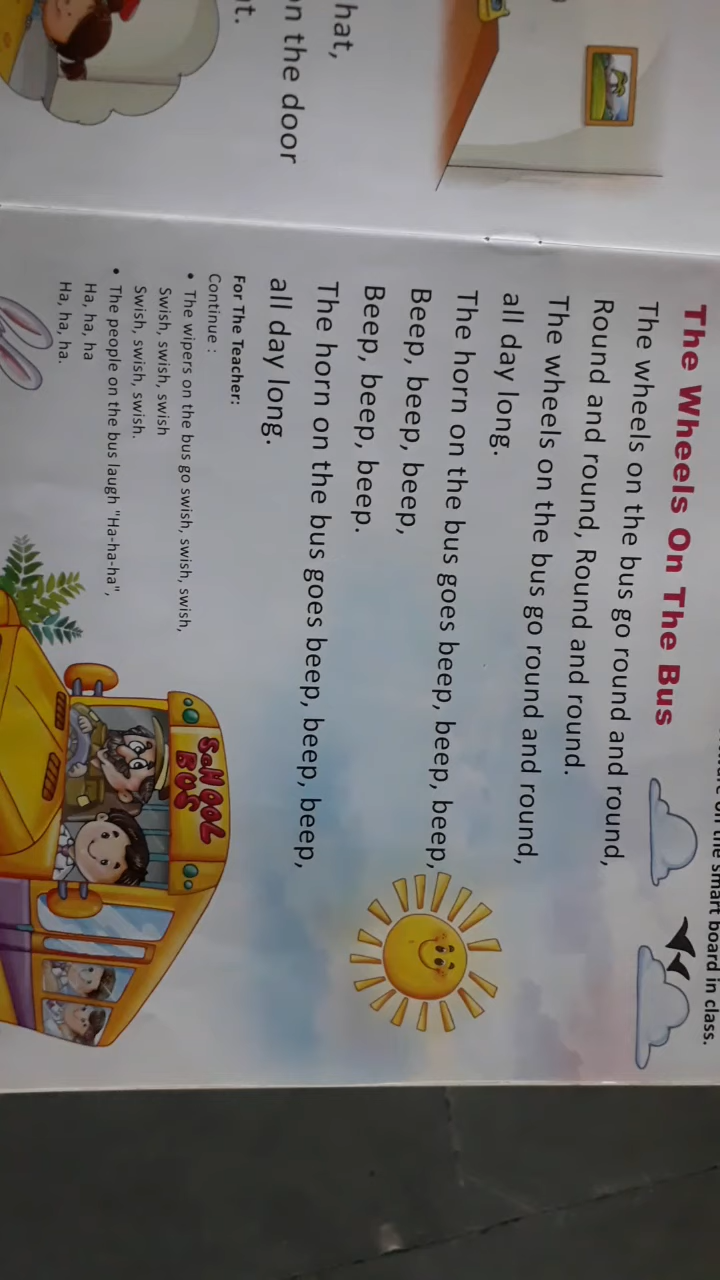 hat,
on the door
the smart board in class.
The Wheels On The Bus
The wheels on the bus go round and round,
Round and round, Round and round.
The wheels on the bus go round and round,
all day long.
The horn on the bus goes beep, beep, beep,
Beep, beep, beep,
Beep, beep, beep.
The horn on the bus goes beep, beep, beep,
all day long.
For The Teacher:
Continue :
• The wipers on the bus go swish, swish, swish,
Swish, swish, swish
Swish, swish, swish.
• The people on the bus laugh "Ha-ha-ha",
Ha, ha, ha
Ha, ha, ha.
SCHOOL
BUS